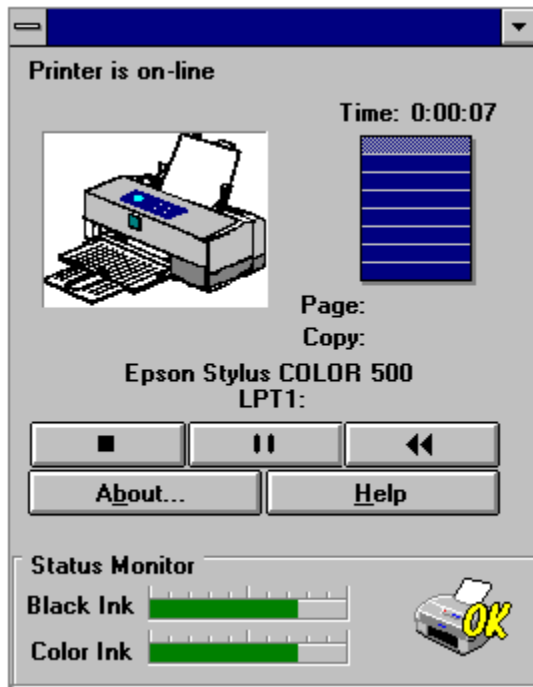 Printer is on-line
Time: 0:00:07
Page:
Copy:
Epson Stylus COLOR 500
LPT1:
About...
Help
Status Monitor
Black Ink
OK
Color Ink